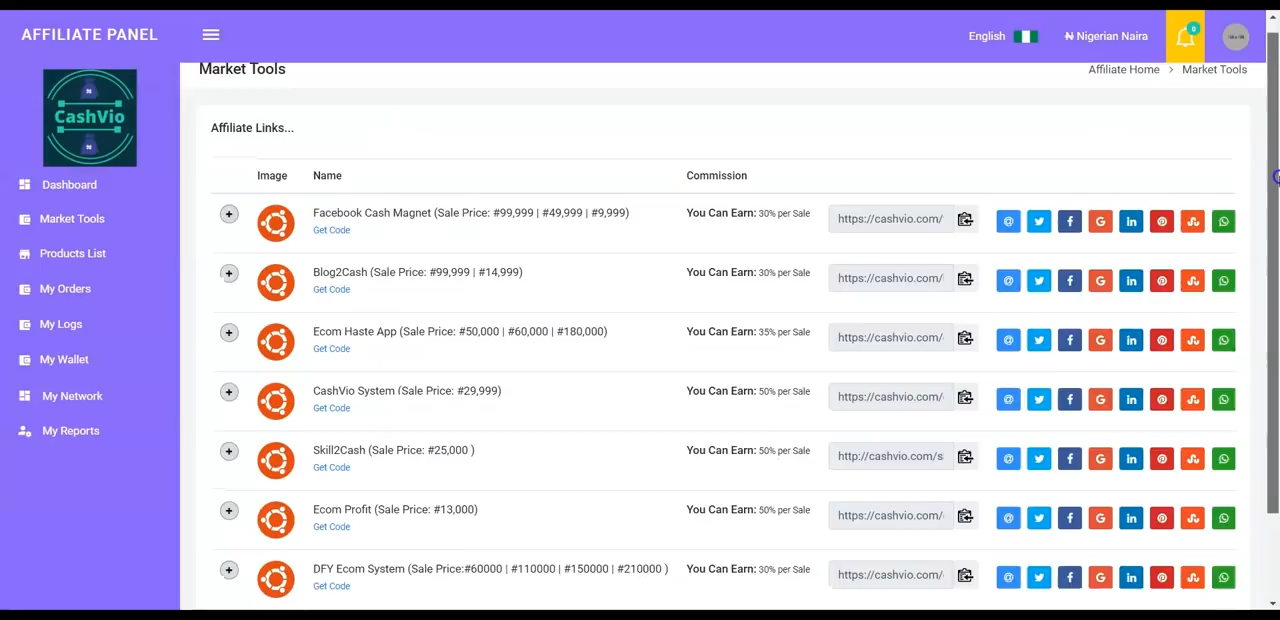 AFFILIATE PANEL
English
₦ Nigerian Naira
0
CashVio
Market Tools
Affiliate Home > Market Tools
Dashboard
Market Tools
Products List
My Orders
My Logs
My Wallet
My Network
My Reports
Affiliate Links...
Image Name Commission
Facebook Cash Magnet (Sale Price: #99,999 | #49,999 | #9,999) You Can Earn: 30% per Sale https://cashvio.com/
Get Code
Blog2Cash (Sale Price: #99,999 | #14,999) You Can Earn: 30% per Sale https://cashvio.com/
Get Code
Ecom Haste App (Sale Price: #50,000 | #60,000 | #180,000) You Can Earn: 35% per Sale https://cashvio.com/
Get Code
CashVio System (Sale Price: #29,999) You Can Earn: 50% per Sale https://cashvio.com/
Get Code
Skill2Cash (Sale Price: #25,000 ) You Can Earn: 50% per Sale http://cashvio.com/s
Get Code
Ecom Profit (Sale Price: #13,000) You Can Earn: 50% per Sale https://cashvio.com/
Get Code
DFY Ecom System (Sale Price:#60000 | #110000 | #150000 | #210000 ) You Can Earn: 30% per Sale https://cashvio.com/
Get Code